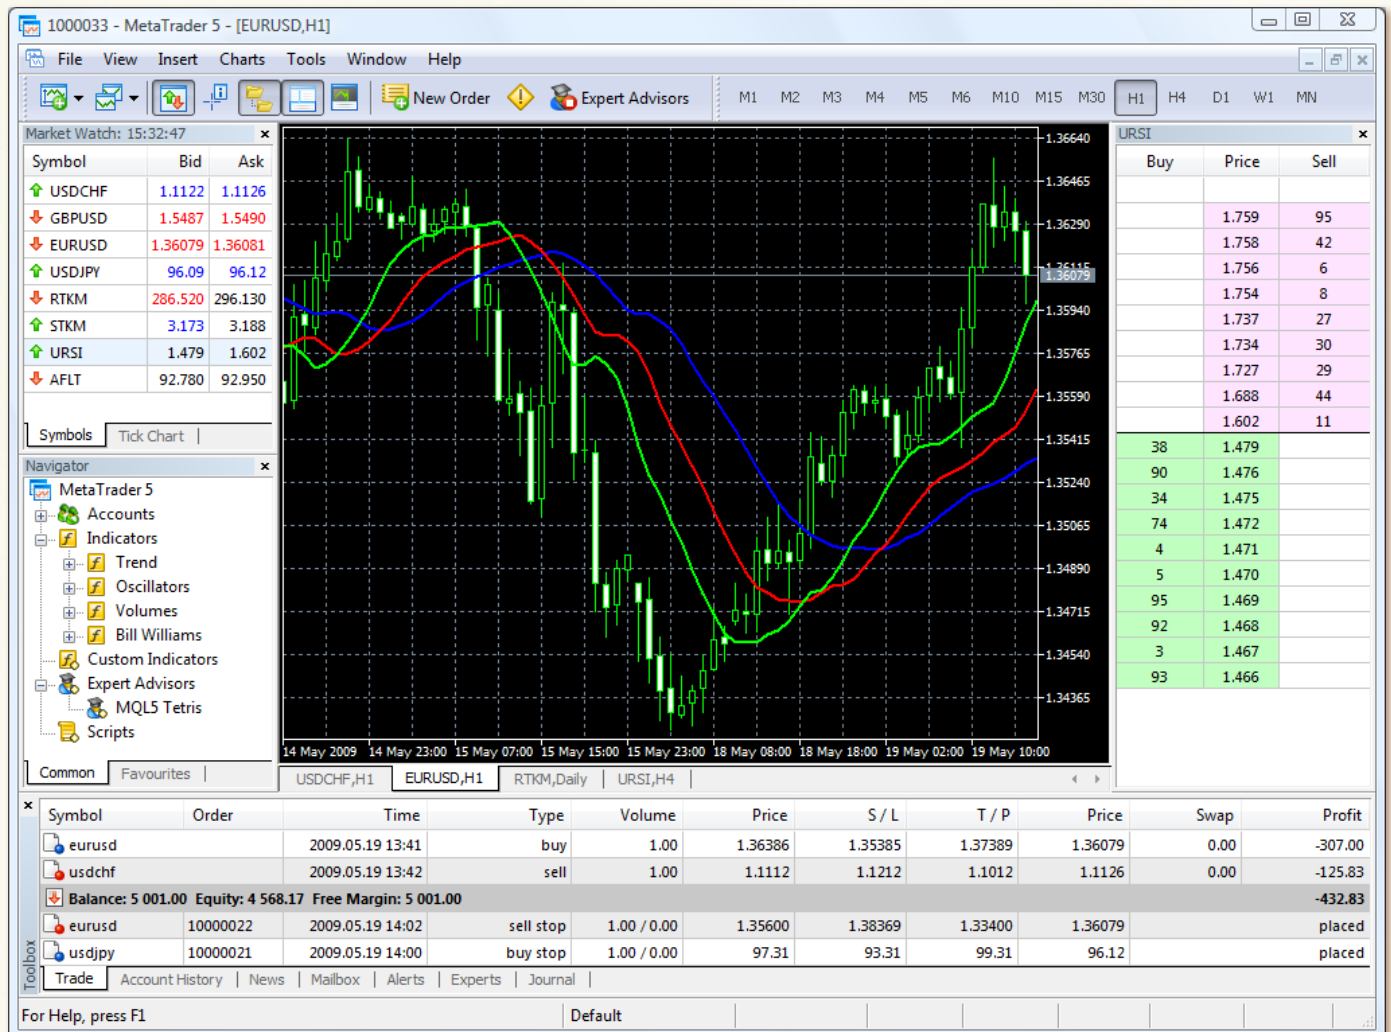 1000033 - MetaTrader 5 - [EURUSD,H1]
File View Insert Charts Tools Window Help
New Order Expert Advisors M1 M2 M3 M4 M5 M6 M10 M15 M30 H1 H4 D1 W1 MN
Market Watch: 15:32:47
Symbol Bid Ask
USDCHF 1.1122 1.1126
GBPUSD 1.5487 1.5490
EURUSD 1.36079 1.36081
USDJPY 96.09 96.12
RTKM 286.520 296.130
STKM 3.173 3.188
URSI 1.479 1.602
AFLT 92.780 92.950
Symbols Tick Chart
Navigator
MetaTrader 5
Accounts
Indicators
Trend
Oscillators
Volumes
Bill Williams
Custom Indicators
Expert Advisors
MQL5 Tetris
Scripts
Common Favourites
1.36640
1.36465
1.36290
1.36115
1.36079
1.35940
1.35765
1.35590
1.35415
1.35240
1.35065
1.34890
1.34715
1.34540
1.34365
14 May 2009 14 May 23:00 15 May 07:00 15 May 15:00 15 May 23:00 18 May 08:00 18 May 18:00 19 May 02:00 19 May 10:00
USDCHF,H1 EURUSD,H1 RTKM,Daily URSI,H4
URSI
Buy Price Sell
1.759 95
1.758 42
1.756 6
1.754 8
1.737 27
1.734 30
1.727 29
1.688 44
1.602 11
38 1.479
90 1.476
34 1.475
74 1.472
4 1.471
5 1.470
95 1.469
92 1.468
3 1.467
93 1.466
Symbol Order Time Type Volume Price S / L T / P Price Swap Profit
eurusd 2009.05.19 13:41 buy 1.00 1.36386 1.35385 1.37389 1.36079 0.00 -307.00
usdchf 2009.05.19 13:42 sell 1.00 1.1112 1.1212 1.1012 1.1126 0.00 -125.83
Balance: 5 001.00 Equity: 4 568.17 Free Margin: 5 001.00 -432.83
eurusd 10000022 2009.05.19 14:02 sell stop 1.00 / 0.00 1.35600 1.38369 1.33400 1.36079 placed
usdjpy 10000021 2009.05.19 14:00 buy stop 1.00 / 0.00 97.31 93.31 99.31 96.12 placed
Toolbox
Trade Account History News Mailbox Alerts Experts Journal
For Help, press F1 Default